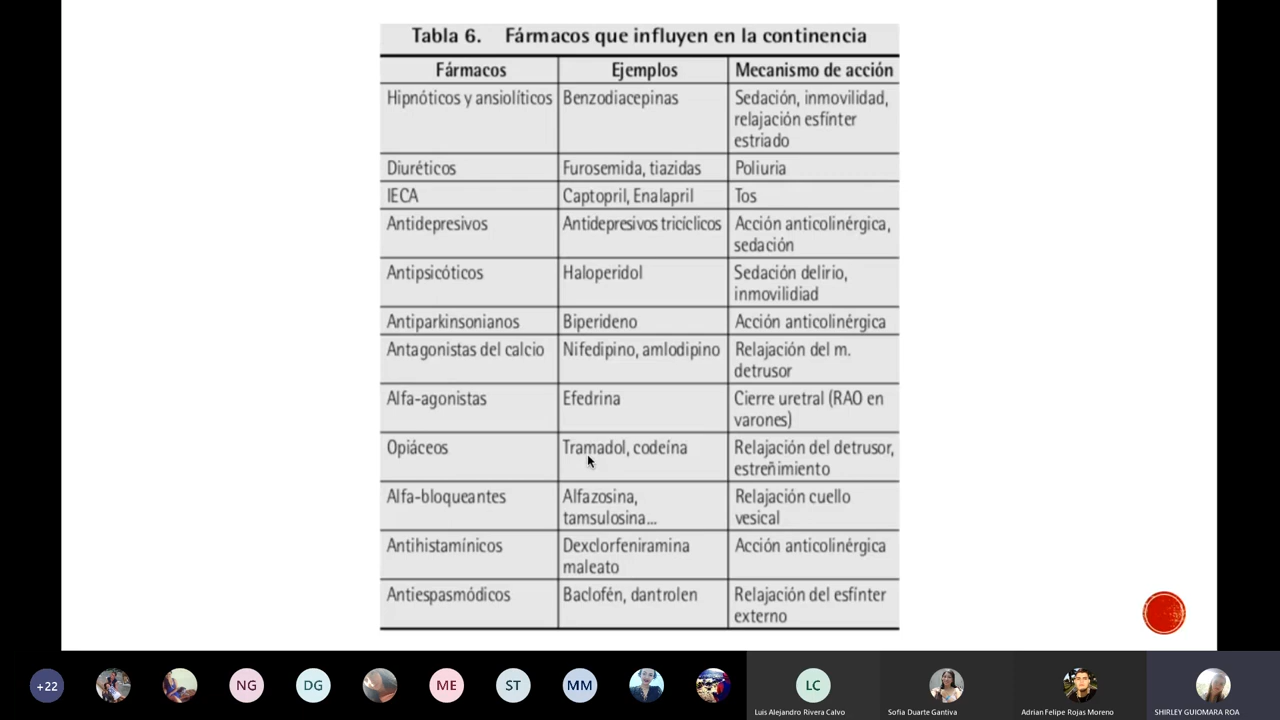 Tabla 6. Fármacos que influyen en la continencia
Fármacos Ejemplos Mecanismo de acción
Hipnóticos y ansiolíticos Benzodiacepinas Sedación, inmovilidad,
relajación esfínter
estriado
Diuréticos Furosemida, tiazidas Poliuria
IECA Captopril, Enalapril Tos
Antidepresivos Antidepresivos tricíclicos Acción anticolinérgica,
sedación
Antipsicóticos Haloperidol Sedación delirio,
inmovilidiad
Antiparkinsonianos Biperideno Acción anticolinérgica
Antagonistas del calcio Nifedipino, amlodipino Relajación del m.
detrusor
Alfa-agonistas Efedrina Cierre uretral (RAO en
varones)
Opiáceos Tramadol, codeína Relajación del detrusor,
estreñimiento
Alfa-bloqueantes Alfazosina, Relajación cuello
tamsulosina... vesical
Antihistamínicos Dexclorfeniramina Acción anticolinérgica
maleato
Antiespasmódicos Baclofén, dantrolen Relajación del esfínter
externo
+22 NG DG ME ST MM LC
Luis Alejandro Rivera Calvo Sofia Duarte Gantiva Adrian Felipe Rojas Moreno SHIRLEY GUIOMARA ROA